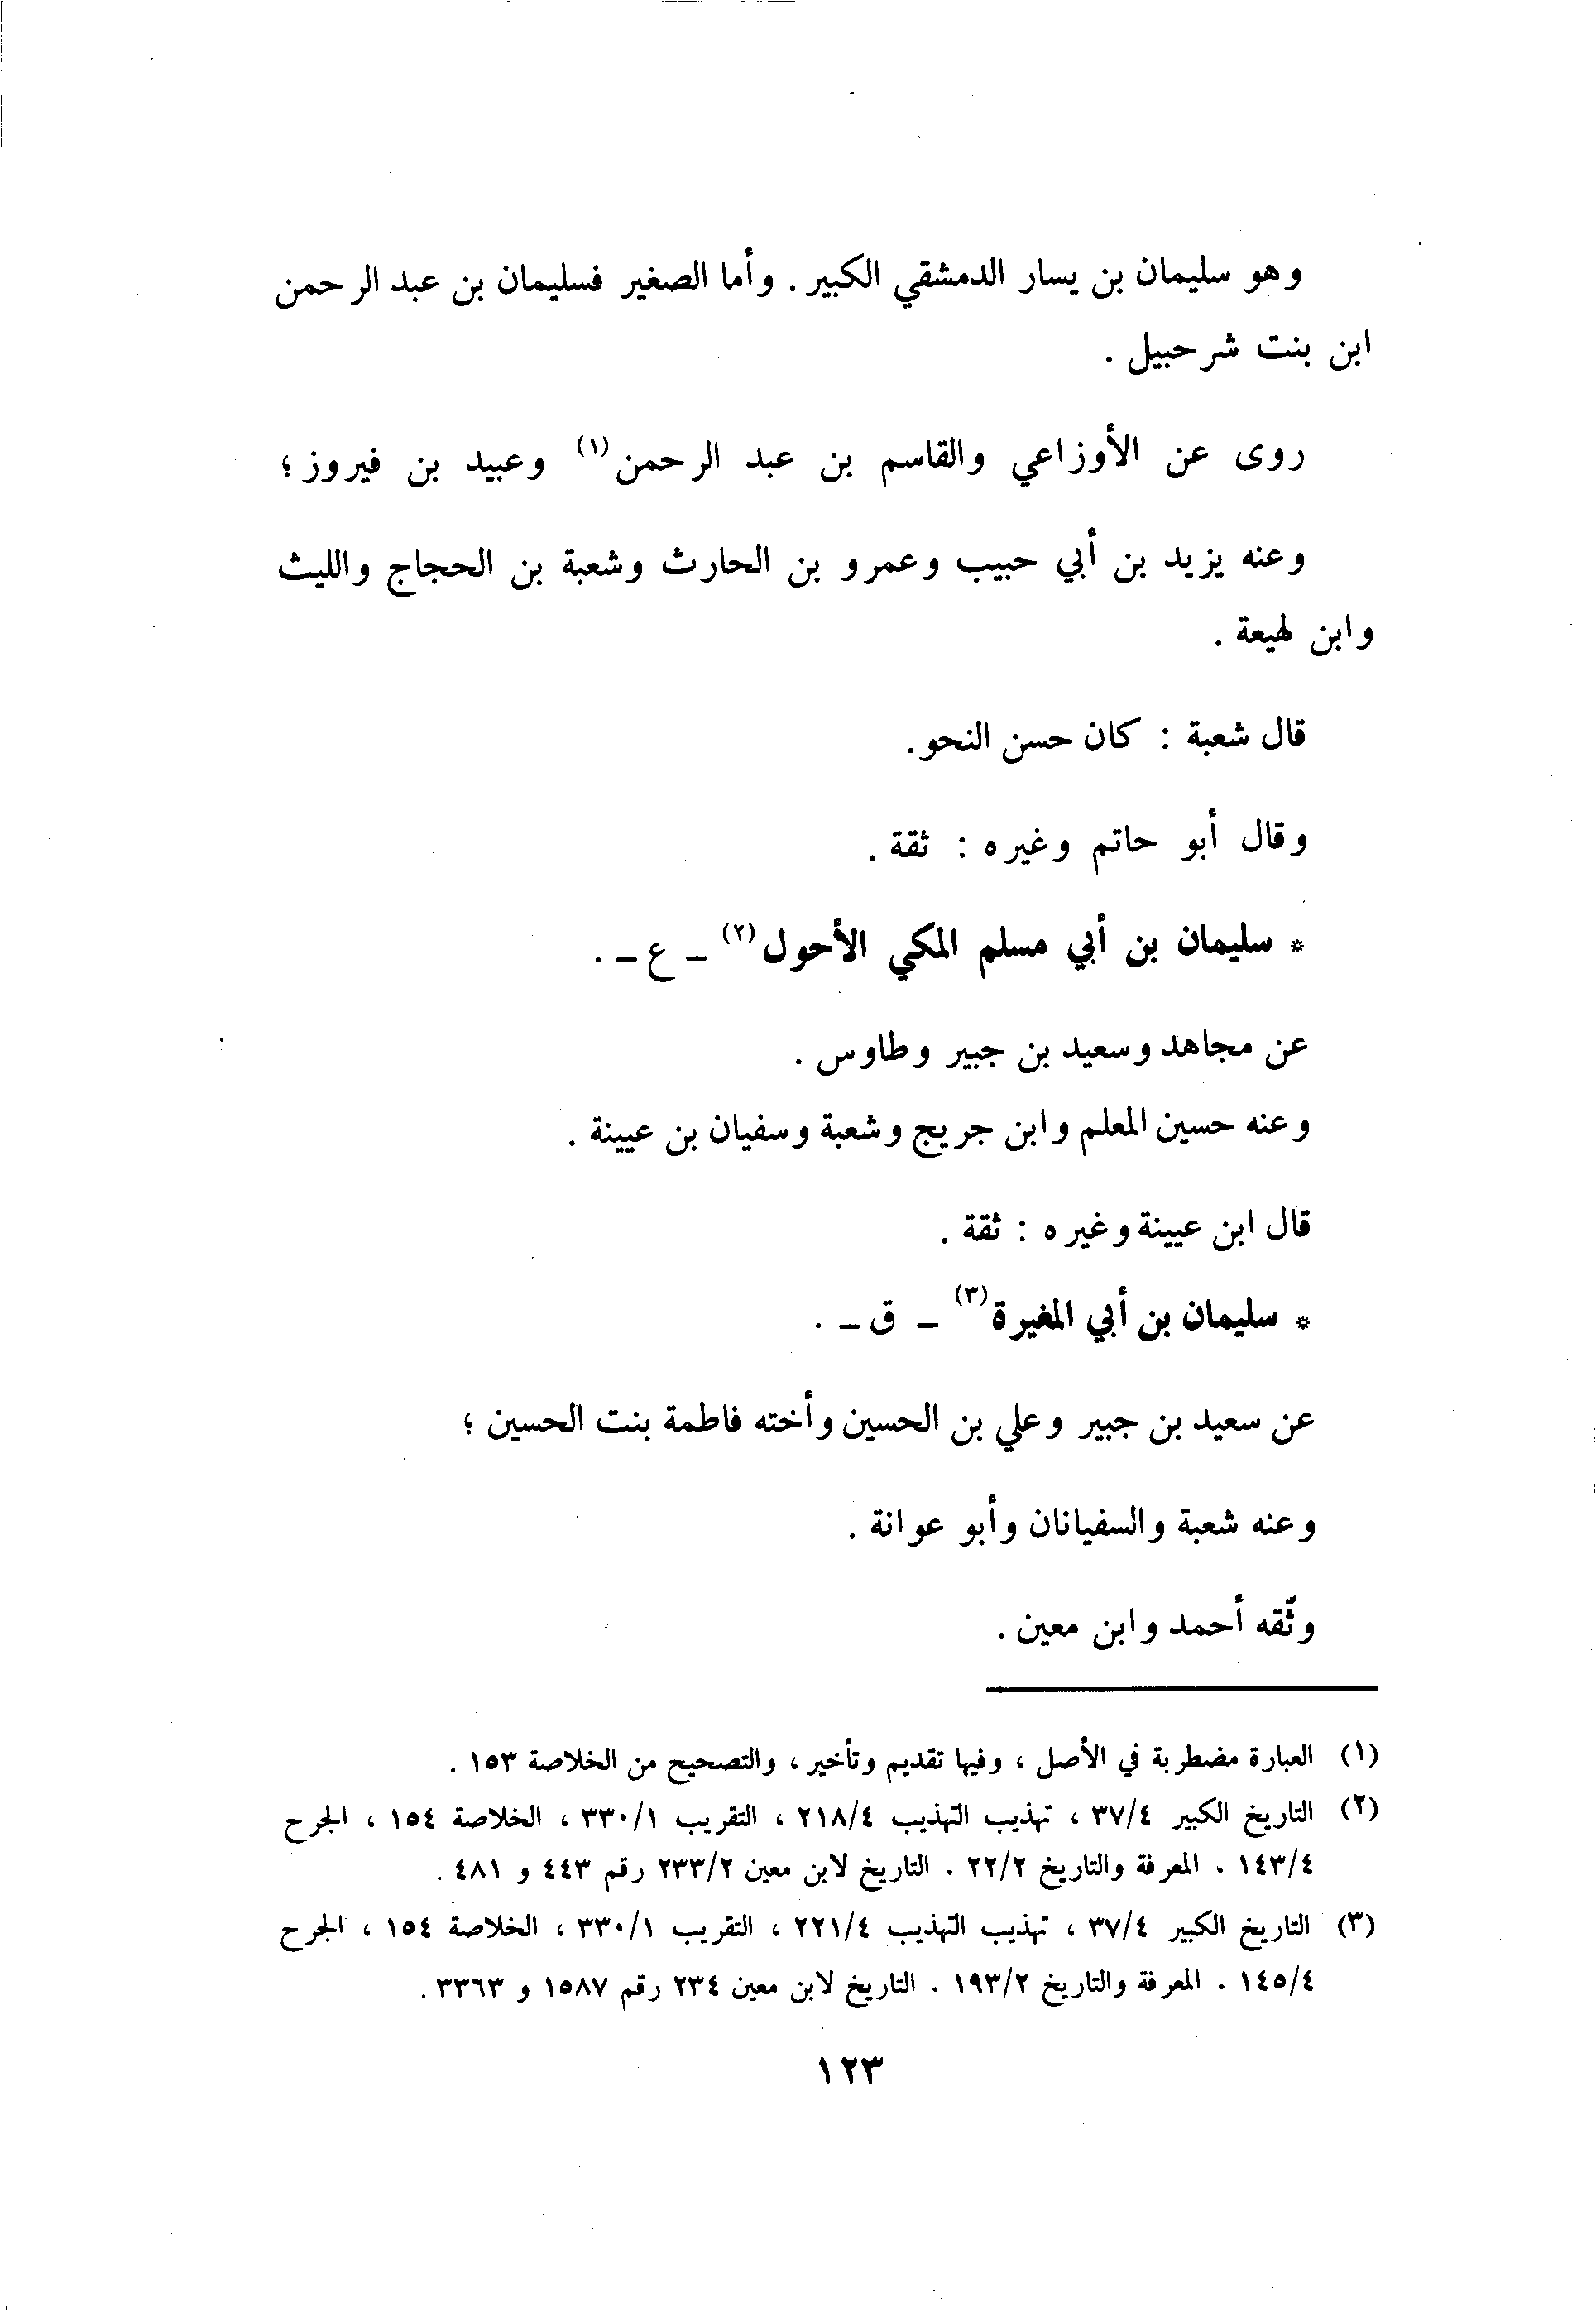 وهو سليمان بن يسار الدمشقي الكبير . وأما الصغير فسليمان بن عبد الرحمن
ابن بنت شرحبيل .
روى عن الأوزاعي والقاسم بن عبد الرحمن(١) وعبيد بن فيروز ؛
وعنه يزيد بن أبي حبيب وعمرو بن الحارث وشعبة بن الحجاج والليث
وابن لهيعة .
قال شعبة : كان حسن النحو .
وقال أبو حاتم وغيره : ثقة .
* سليمان بن أبي مسلم المكي الأحول(٢) ـ ع ـ .
عن مجاهد وسعيد بن جبير وطاوس .
وعنه حسين المعلم وابن جريج وشعبة وسفيان بن عيينة .
قال ابن عيينة وغيره : ثقة .
* سليمان بن أبي المغيرة(٣) ـ ق ـ .
عن سعيد بن جبير وعلي بن الحسين وأخته فاطمة بنت الحسين ؛
وعنه شعبة والسفيانان وأبو عوانة .
وثّقه أحمد وابن معين .
(١) العبارة مضطربة في الأصل ، وفيها تقديم وتأخير ، والتصحيح من الخلاصة ١٥٣ .
(٢) التاريخ الكبير ٣٧/٤ ، تهذيب التهذيب ٢١٨/٤ ، التقريب ٣٣٠/١ ، الخلاصة ١٥٤ ، الجرح
١٤٣/٤ . المعرفة والتاريخ ٢٢/٢ . التاريخ لابن معين ٢٣٣/٢ رقم ٤٤٣ و ٤٨١ .
(٣) التاريخ الكبير ٣٧/٤ ، تهذيب التهذيب ٢٢١/٤ ، التقريب ٣٣٠/١ ، الخلاصة ١٥٤ ، الجرح
١٤٥/٤ . المعرفة والتاريخ ١٩٣/٢ . التاريخ لابن معين ٢٣٤ رقم ١٥٨٧ و ٣٣٦٣ .
١٢٣